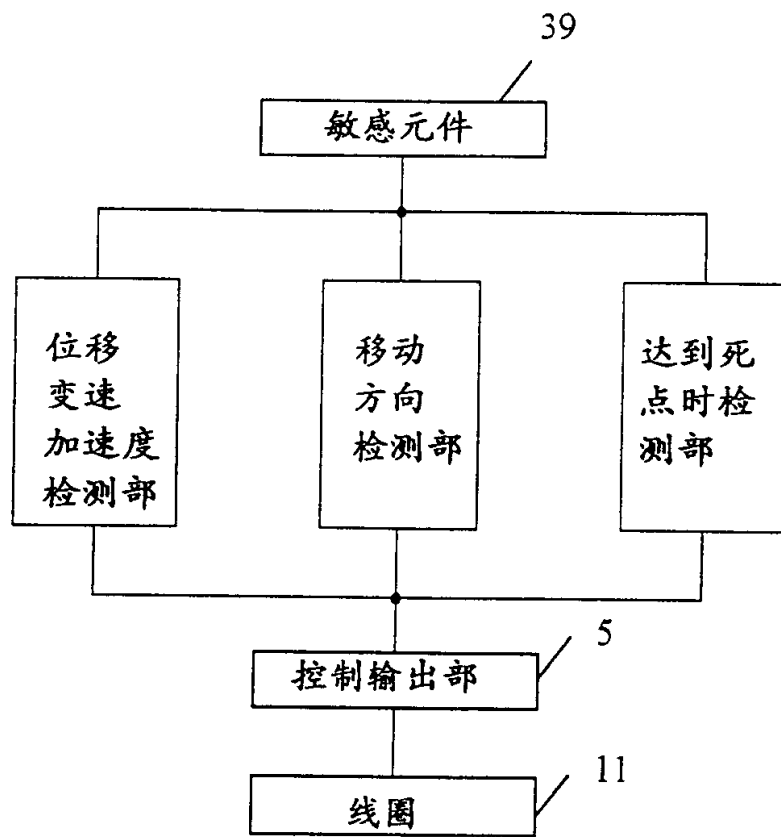 39
敏感元件
位移
变速
加速度
检测部
移动
方向
检测部
达到死
点时检
测部
5
控制输出部
11
线圈